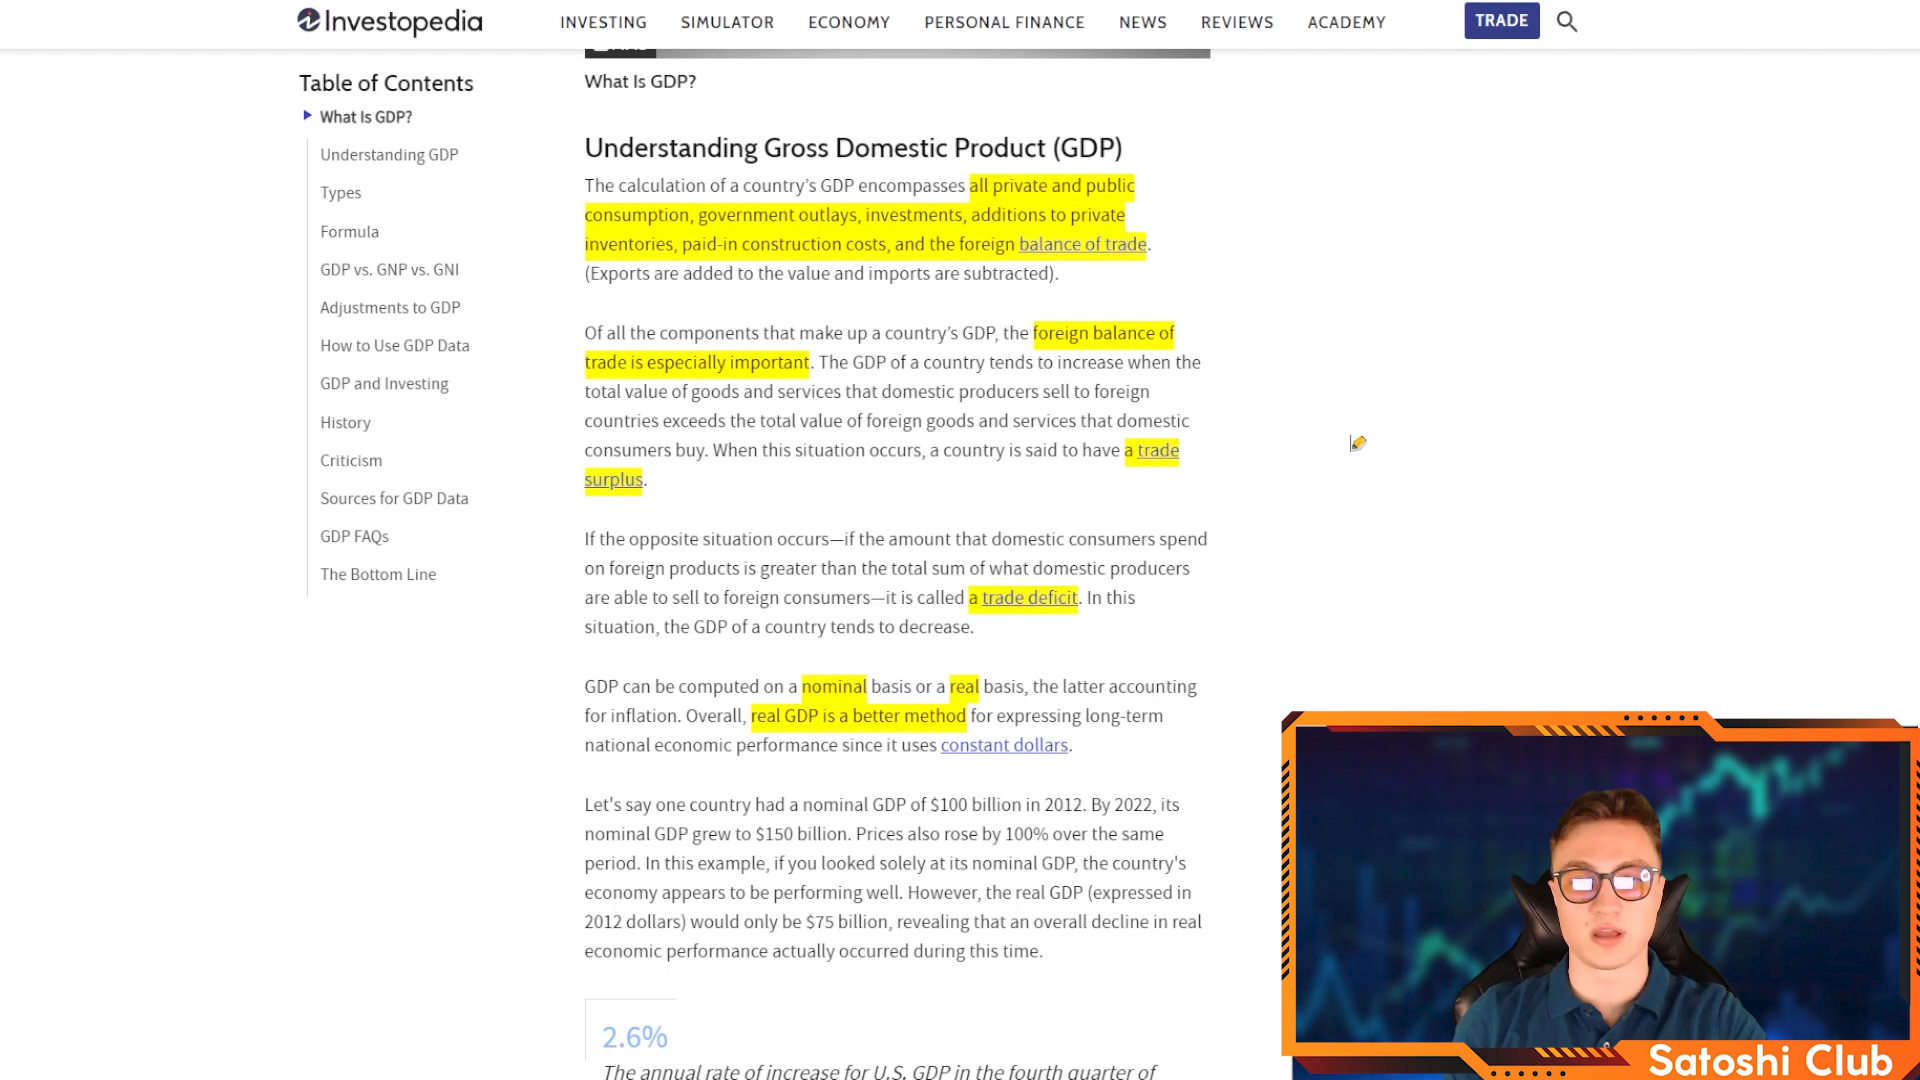 Investopedia
INVESTING
SIMULATOR
ECONOMY
PERSONAL FINANCE
NEWS
REVIEWS
ACADEMY
TRADE
Table of Contents
What Is GDP?
Understanding GDP
Types
Formula
GDP vs. GNP vs. GNI
Adjustments to GDP
How to Use GDP Data
GDP and Investing
History
Criticism
Sources for GDP Data
GDP FAQs
The Bottom Line
What Is GDP?
Understanding Gross Domestic Product (GDP)
The calculation of a country’s GDP encompasses all private and public
consumption, government outlays, investments, additions to private
inventories, paid-in construction costs, and the foreign balance of trade.
(Exports are added to the value and imports are subtracted).
Of all the components that make up a country’s GDP, the foreign balance of
trade is especially important. The GDP of a country tends to increase when the
total value of goods and services that domestic producers sell to foreign
countries exceeds the total value of foreign goods and services that domestic
consumers buy. When this situation occurs, a country is said to have a trade
surplus.
If the opposite situation occurs—if the amount that domestic consumers spend
on foreign products is greater than the total sum of what domestic producers
are able to sell to foreign consumers—it is called a trade deficit. In this
situation, the GDP of a country tends to decrease.
GDP can be computed on a nominal basis or a real basis, the latter accounting
for inflation. Overall, real GDP is a better method for expressing long-term
national economic performance since it uses constant dollars.
Let's say one country had a nominal GDP of $100 billion in 2012. By 2022, its
nominal GDP grew to $150 billion. Prices also rose by 100% over the same
period. In this example, if you looked solely at its nominal GDP, the country's
economy appears to be performing well. However, the real GDP (expressed in
2012 dollars) would only be $75 billion, revealing that an overall decline in real
economic performance actually occurred during this time.
2.6%
The annual rate of increase for U.S. GDP in the fourth quarter of
Satoshi Club